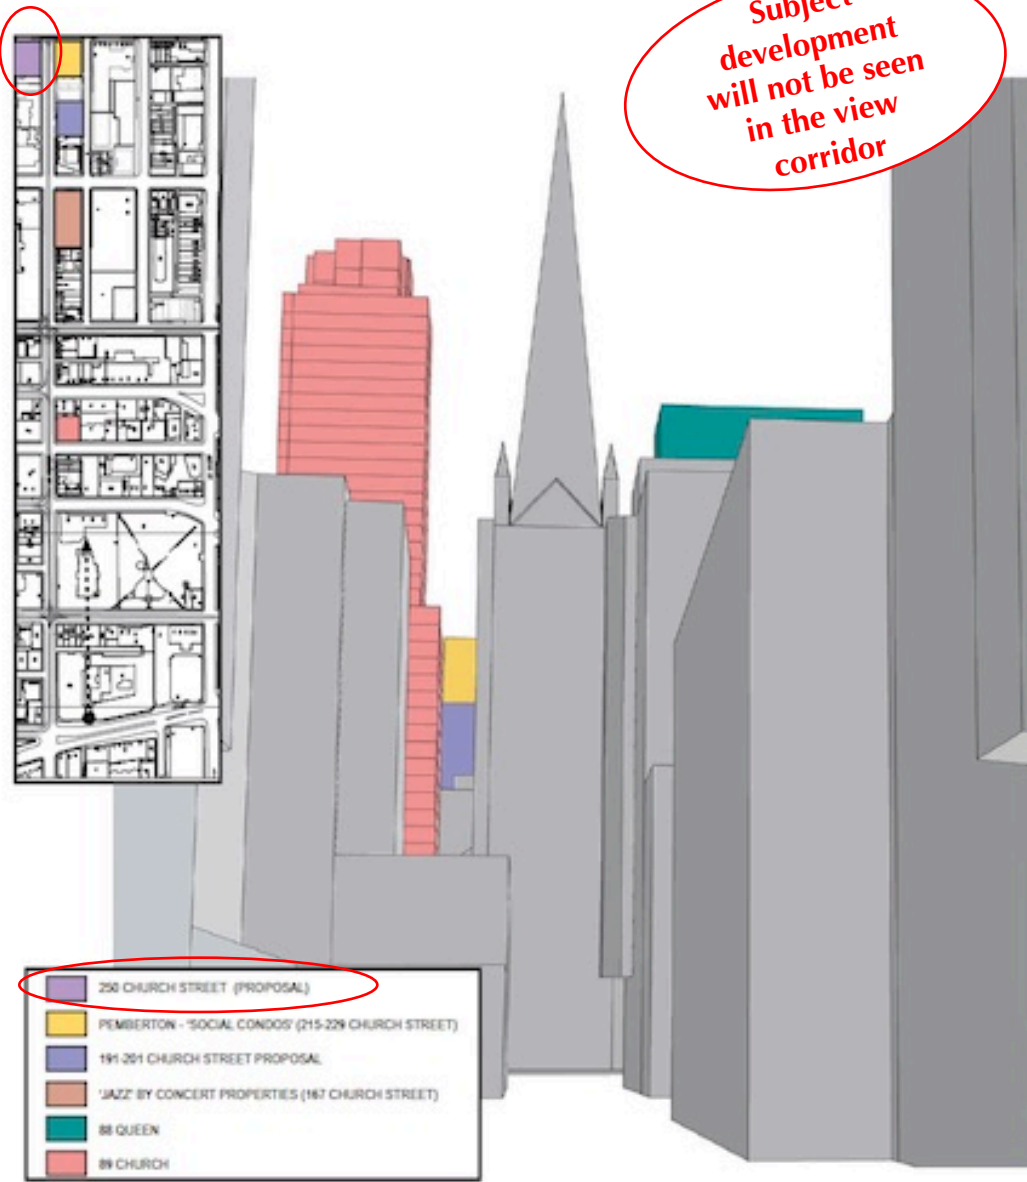 Subject
development
will not be seen
in the view
corridor
250 CHURCH STREET (PROPOSAL)
PEMBERTON - 'SOCIAL CONDOS' (215-229 CHURCH STREET)
191-201 CHURCH STREET PROPOSAL
'JAZZ' BY CONCERT PROPERTIES (167 CHURCH STREET)
88 QUEEN
89 CHURCH